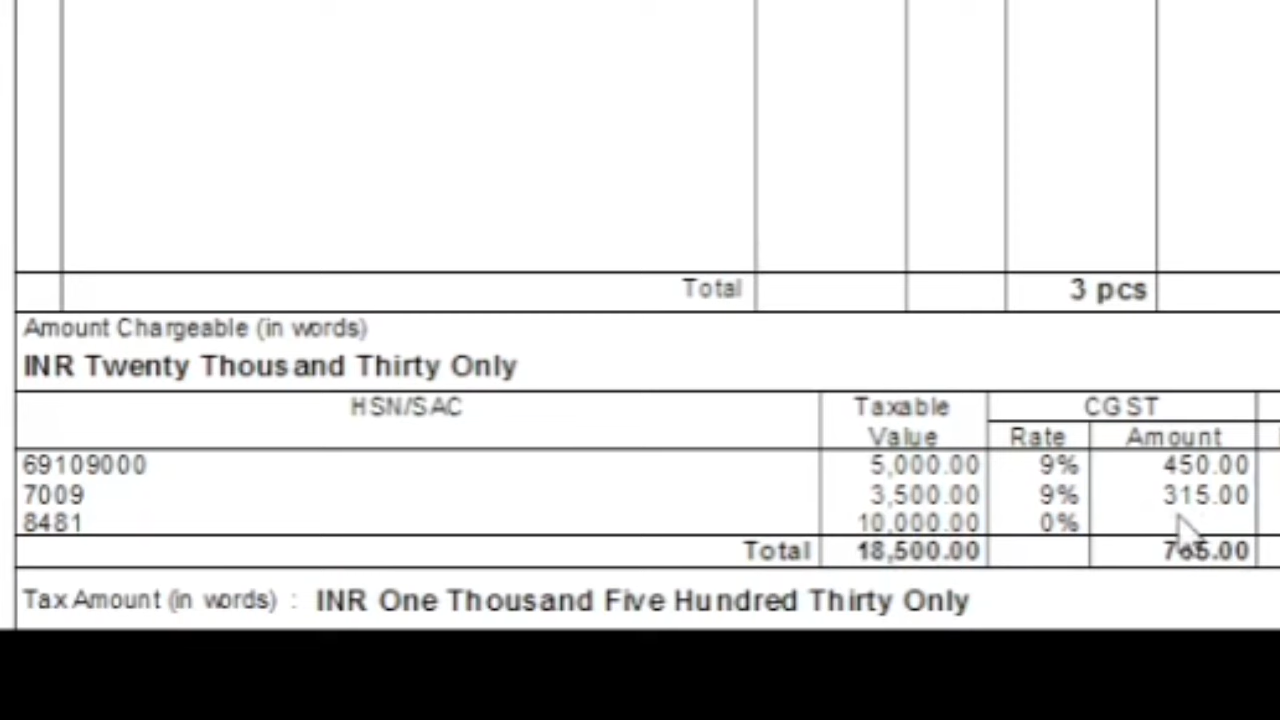 Total 3 pcs
Amount Chargeable (in words)
INR Twenty Thousand Thirty Only
HSN/SAC Taxable Value CGST
Rate Amount
69109000 5,000.00 9% 450.00
7009 3,500.00 9% 315.00
8481 10,000.00 0%
Total 18,500.00 765.00
Tax Amount (in words) : INR One Thousand Five Hundred Thirty Only